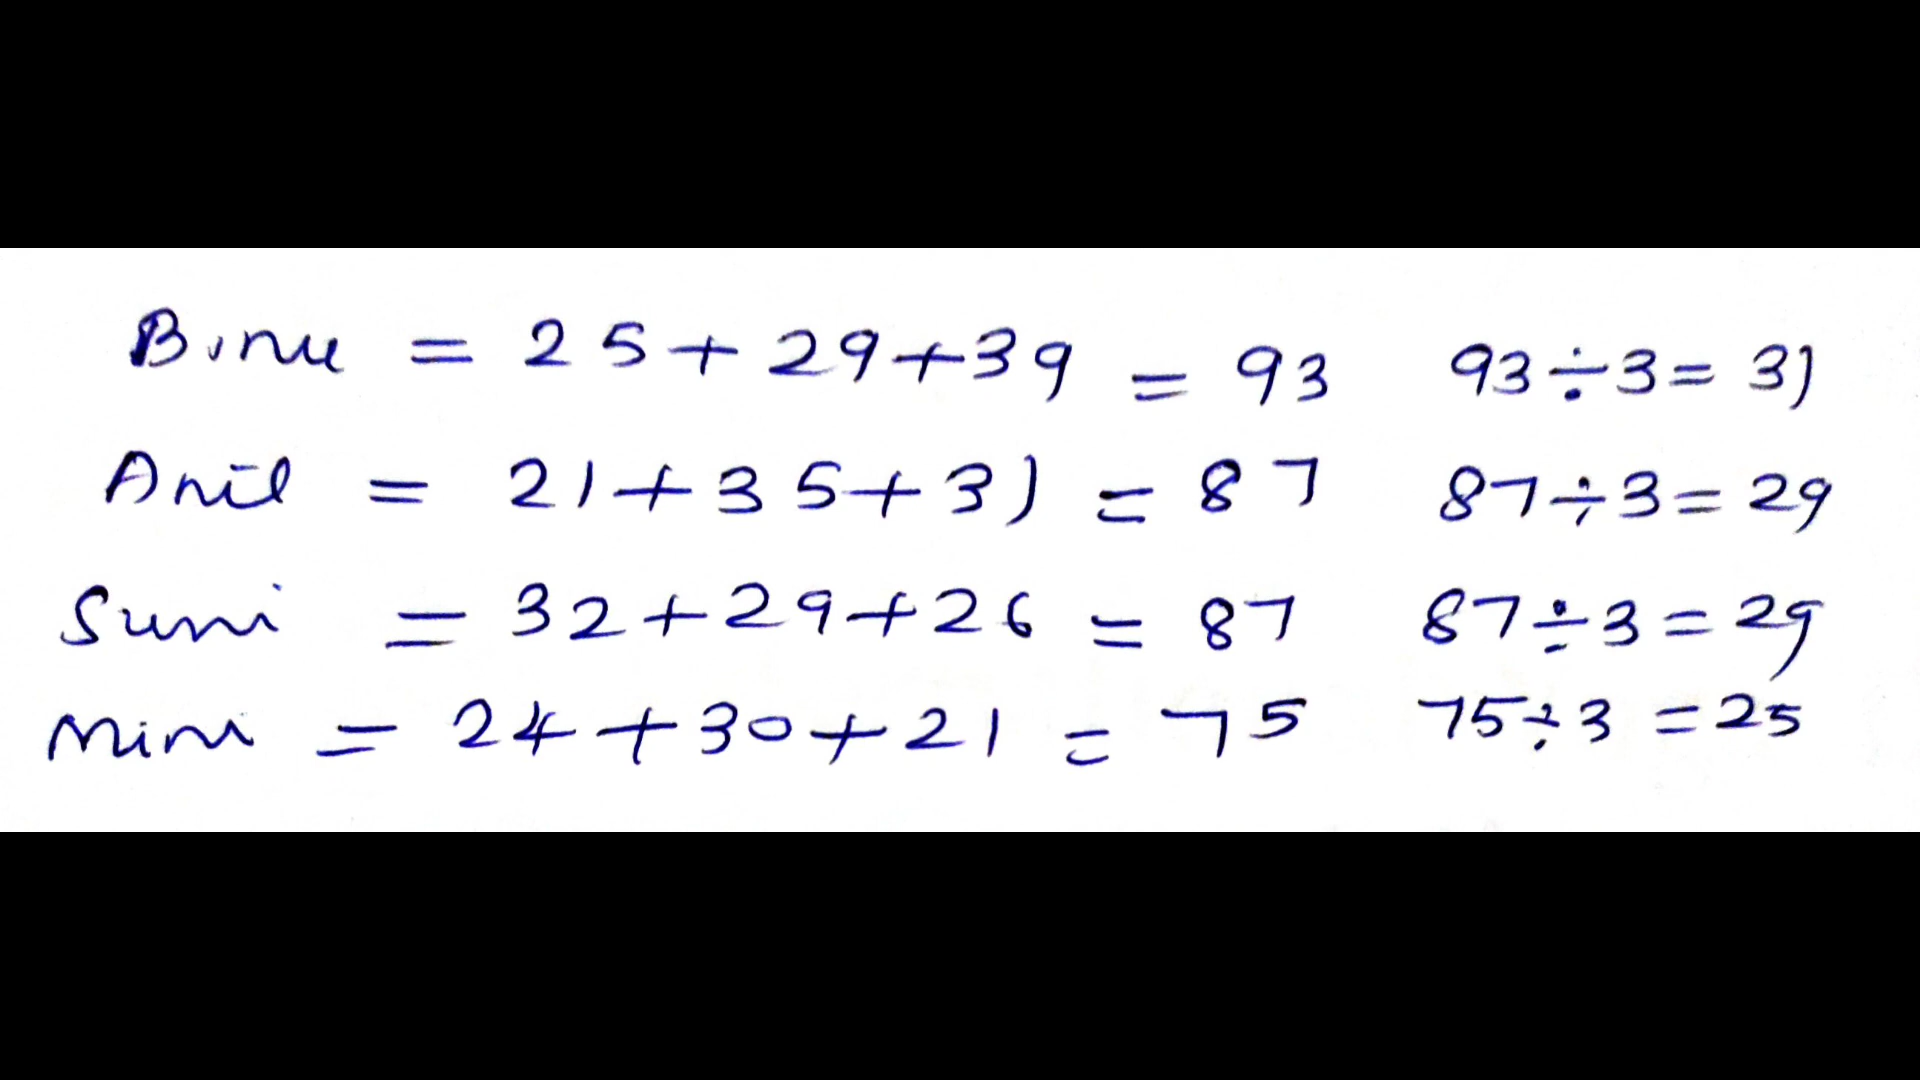 Binu = 25 + 29 + 39 = 93 93 ÷ 3 = 31
Anil = 21 + 35 + 31 = 87 87 ÷ 3 = 29
Suni = 32 + 29 + 26 = 87 87 ÷ 3 = 29
Mini = 24 + 30 + 21 = 75 75 ÷ 3 = 25